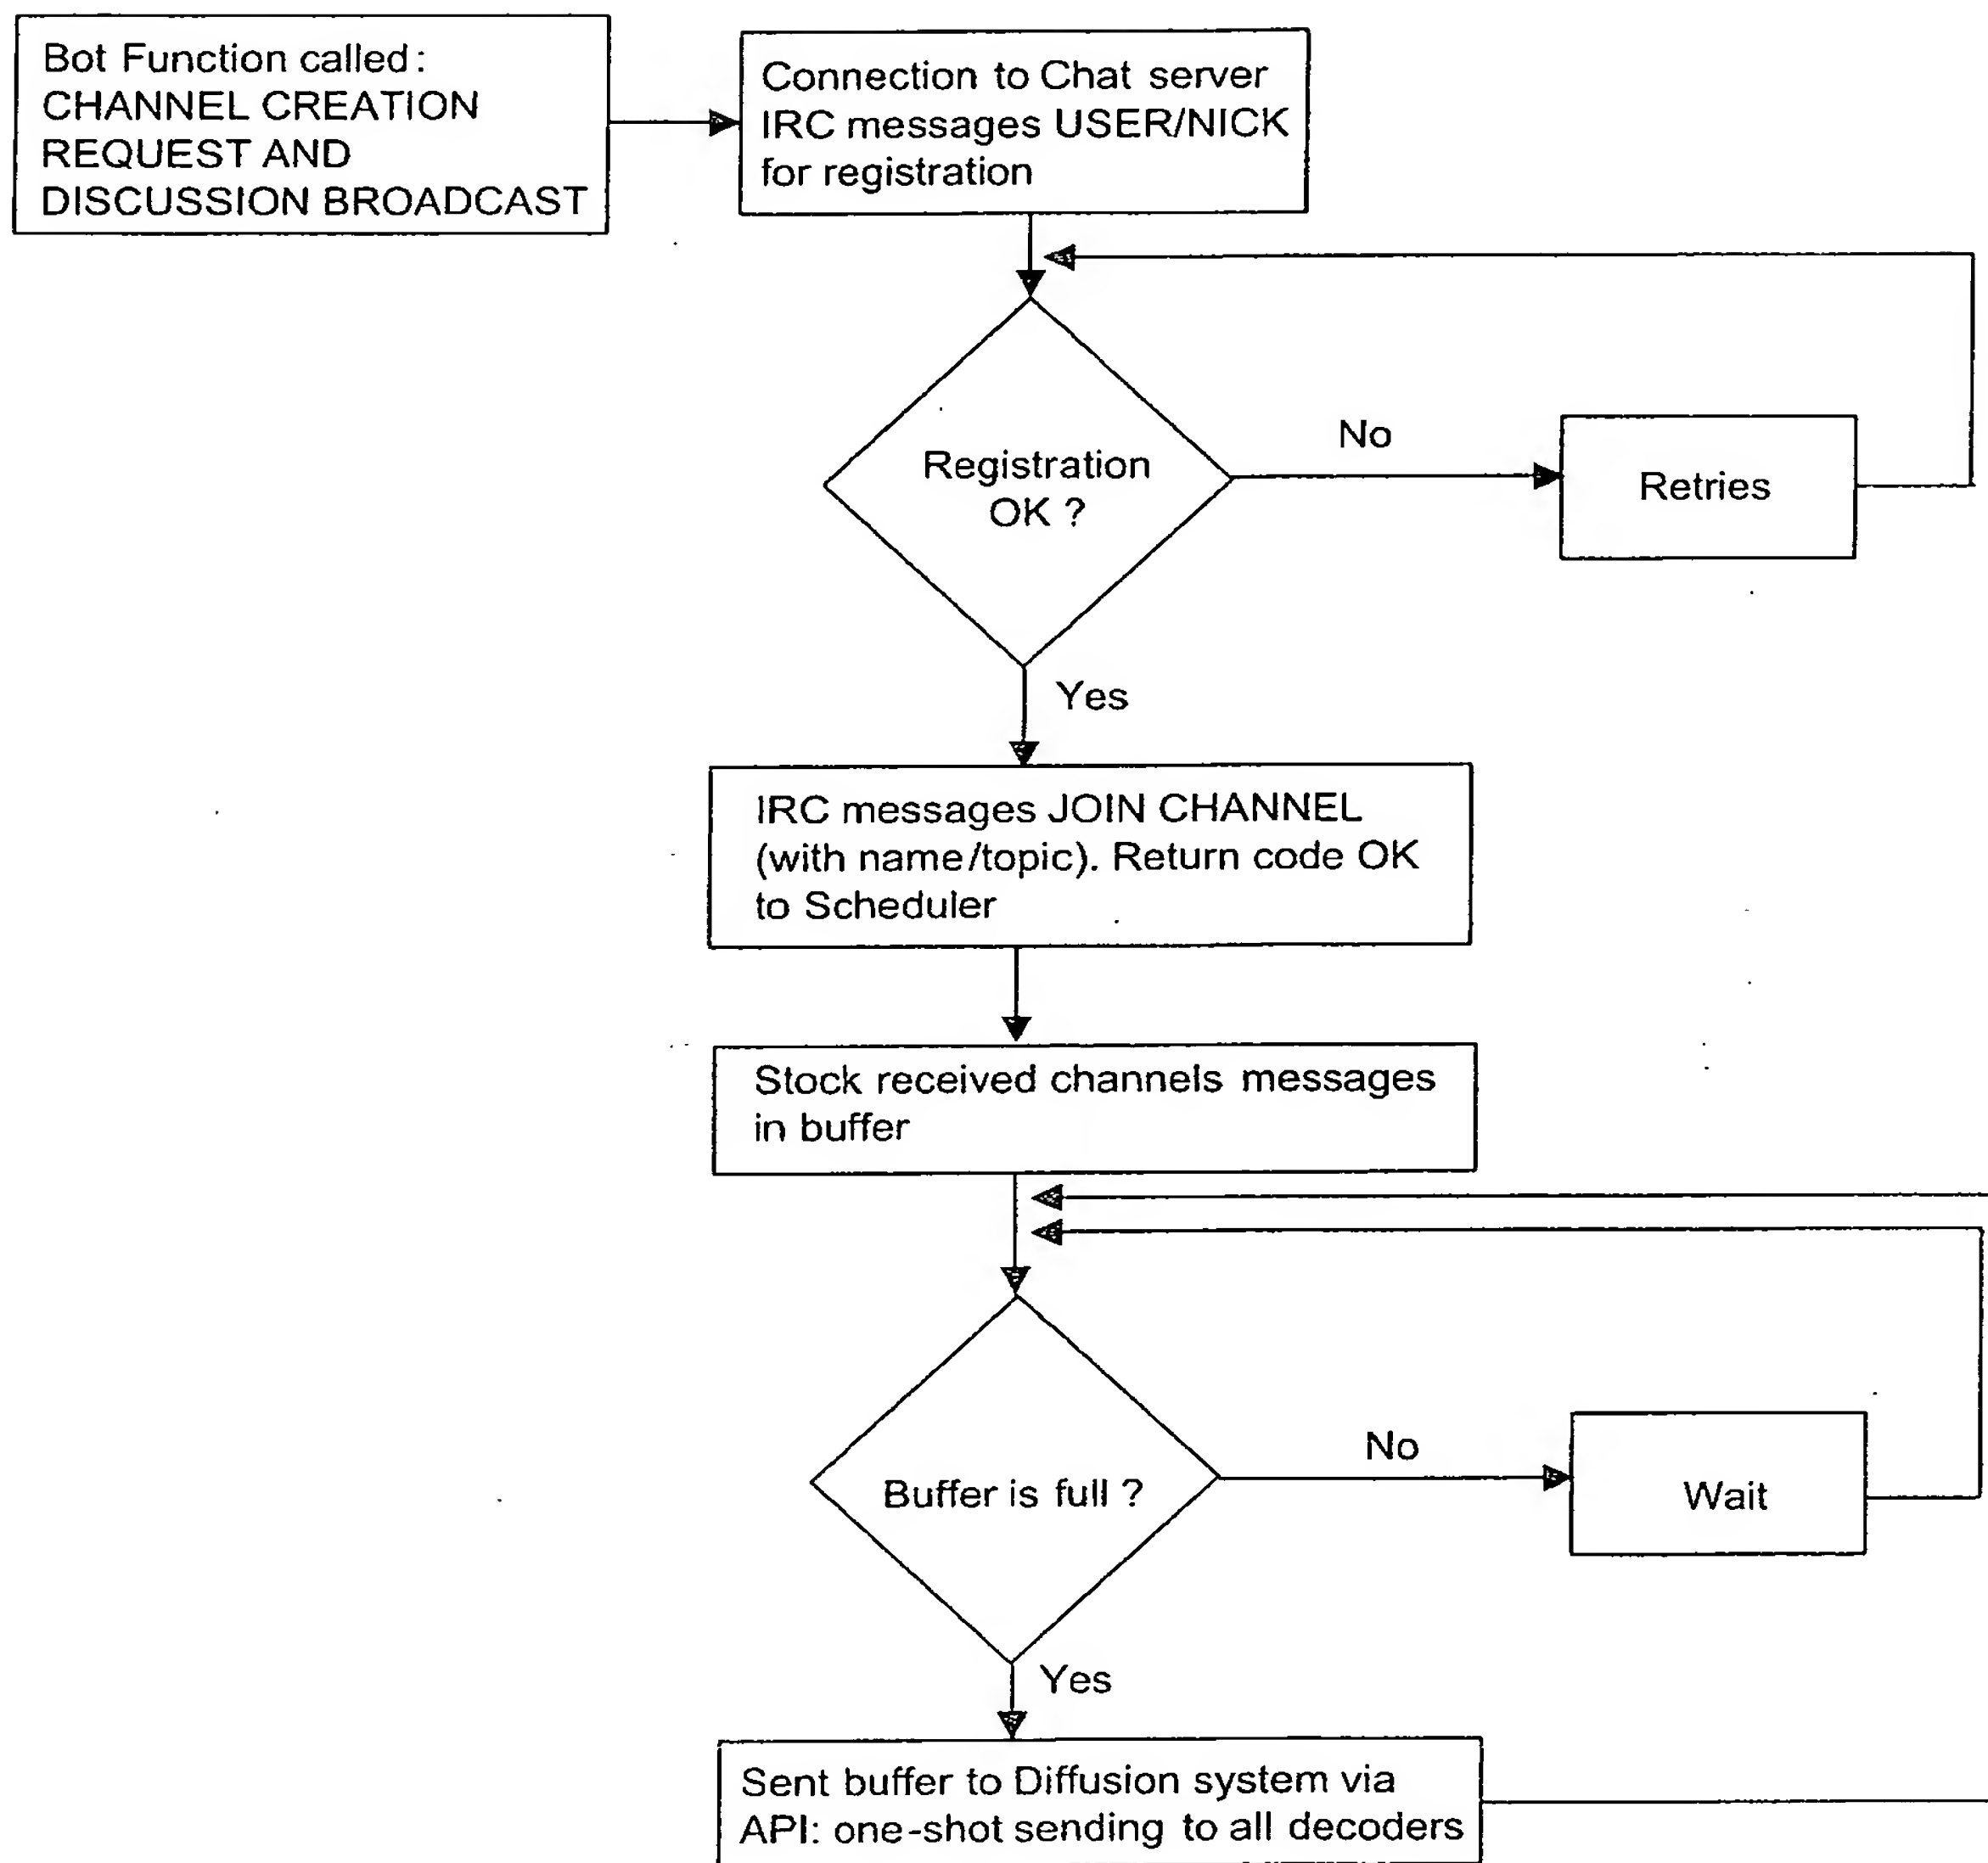 Bot Function called:
CHANNEL CREATION
REQUEST AND
DISCUSSION BROADCAST
Connection to Chat server
IRC messages USER/NICK
for registration
Registration
OK ?
No
Retries
Yes
IRC messages JOIN CHANNEL
(with name/topic). Return code OK
to Scheduler
Stock received channels messages
in buffer
Buffer is full ?
No
Wait
Yes
Sent buffer to Diffusion system via
API: one-shot sending to all decoders